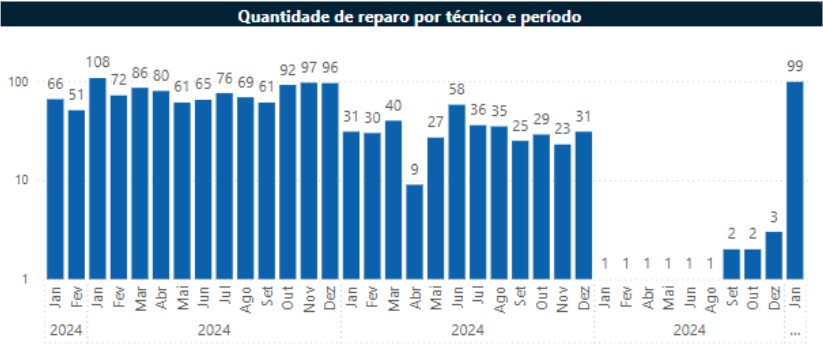 Quantidade de reparo por técnico e período
100
10
1
66 51 108 72 86 80 61 65 76 69 61 92 97 96 31 30 40 9 27 58 36 35 25 29 23 31 1 1 1 1 1 1 2 2 3 99
Jan Fev Jan Fev Mar Abr Mai Jun Jul Ago Set Out Nov Dez Jan Fev Mar Abr Mai Jun Jul Ago Set Out Nov Dez Jan Fev Abr Mai Jun Ago Set Out Dez Jan
2024 2024 2024 2024 ...